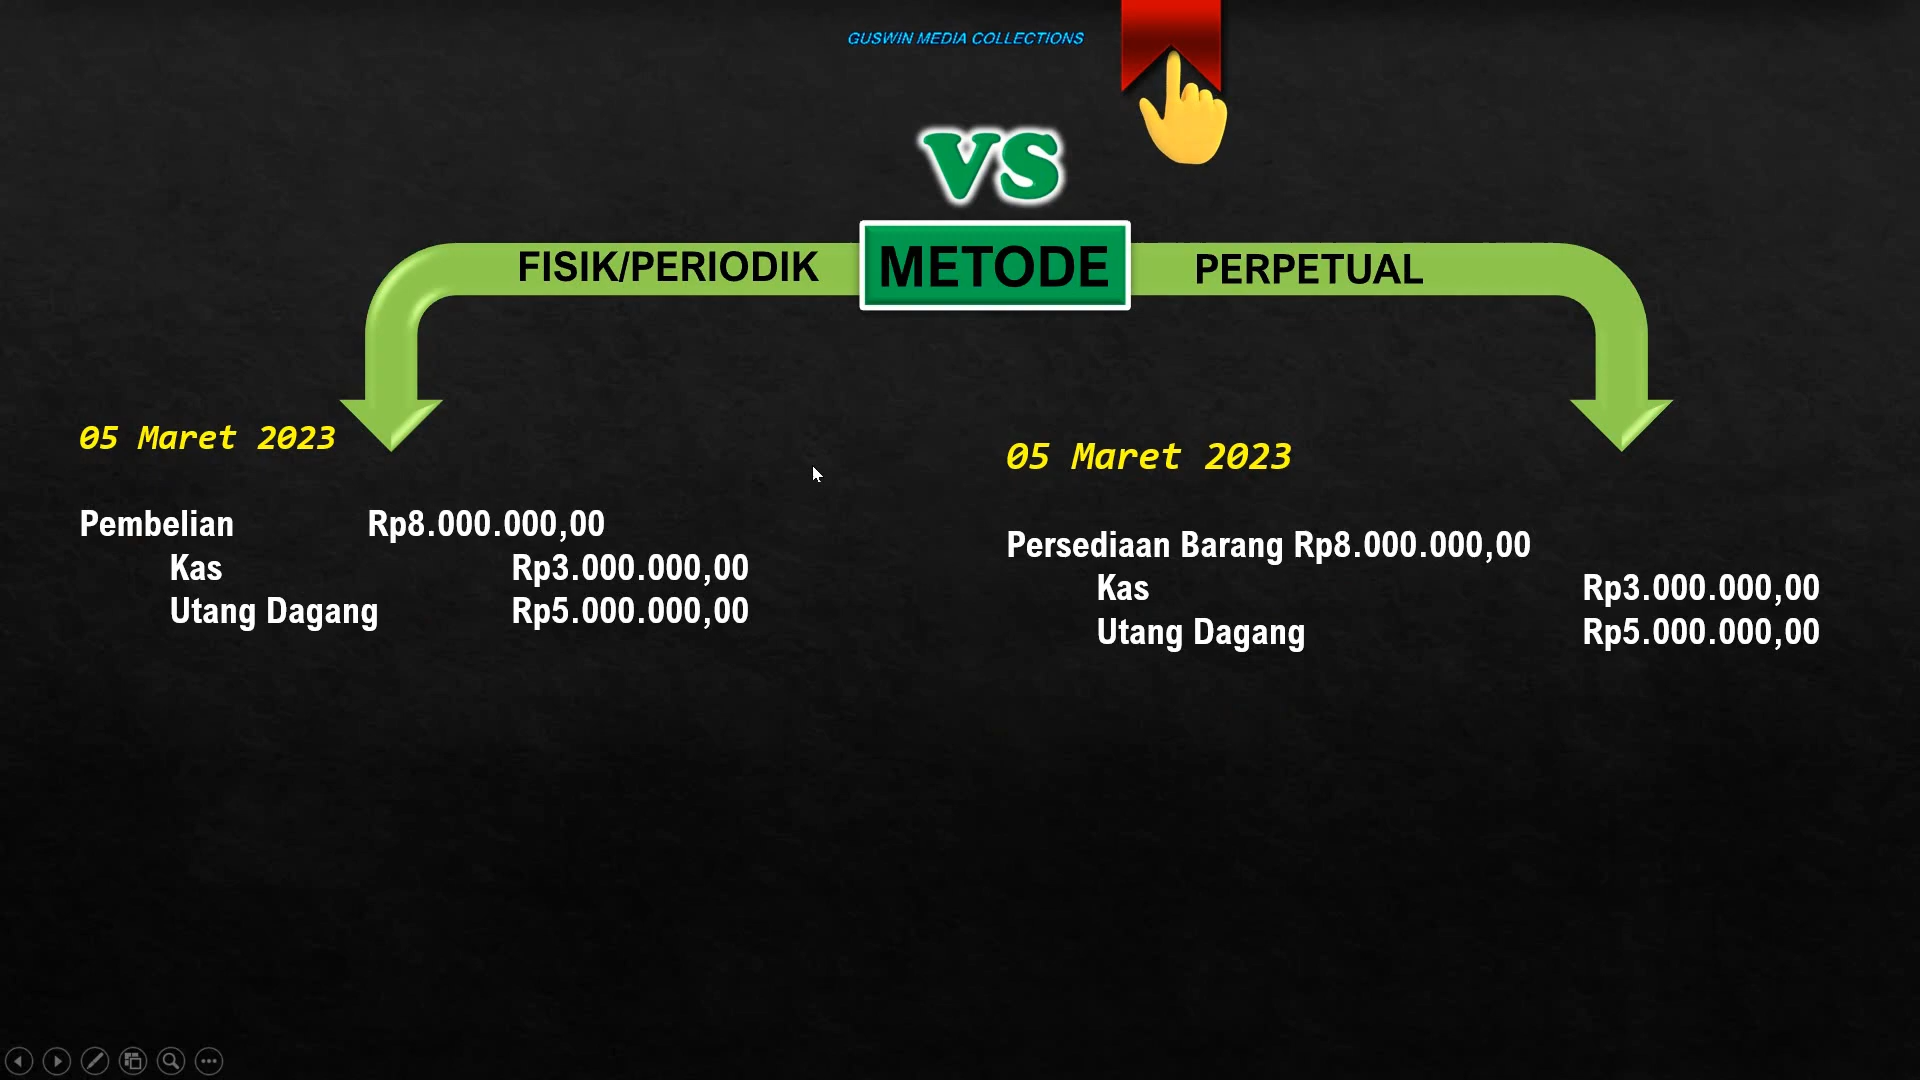 GUSWIN MEDIA COLLECTIONS
VS
FISIK/PERIODIK METODE PERPETUAL
05 Maret 2023
Pembelian Rp8.000.000,00
Kas Rp3.000.000,00
Utang Dagang Rp5.000.000,00
05 Maret 2023
Persediaan Barang Rp8.000.000,00
Kas Rp3.000.000,00
Utang Dagang Rp5.000.000,00